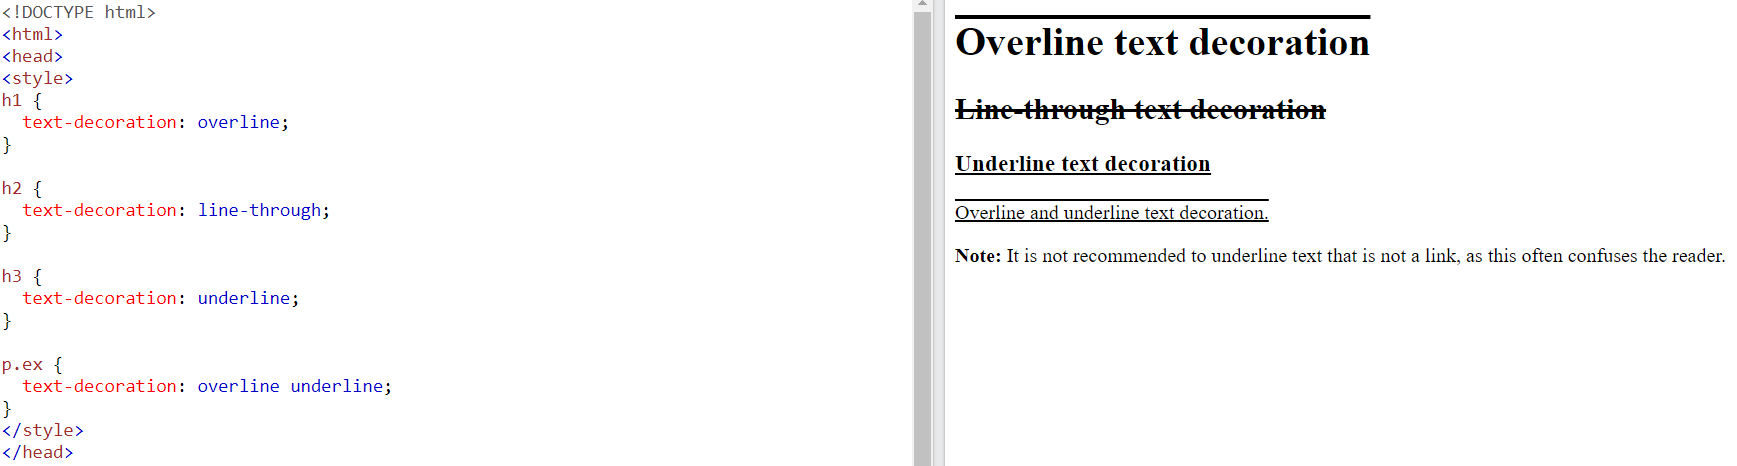 <!DOCTYPE html>
<html>
<head>
<style>
h1 {
  text-decoration: overline;
}

h2 {
  text-decoration: line-through;
}

h3 {
  text-decoration: underline;
}

p.ex {
  text-decoration: overline underline;
}
</style>
</head>
Overline text decoration
Line-through text decoration
Underline text decoration
Overline and underline text decoration.
Note: It is not recommended to underline text that is not a link, as this often confuses the reader.